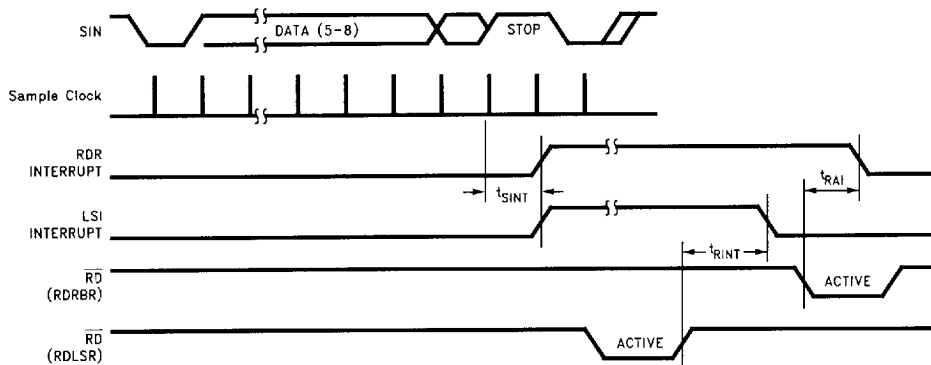 SIN
DATA (5-8)
STOP
Sample Clock
RDR
INTERRUPT
tSINT
tRAI
LSI
INTERRUPT
tRINT
RD
(RDRBR)
ACTIVE
RD
(RDLSR)
ACTIVE